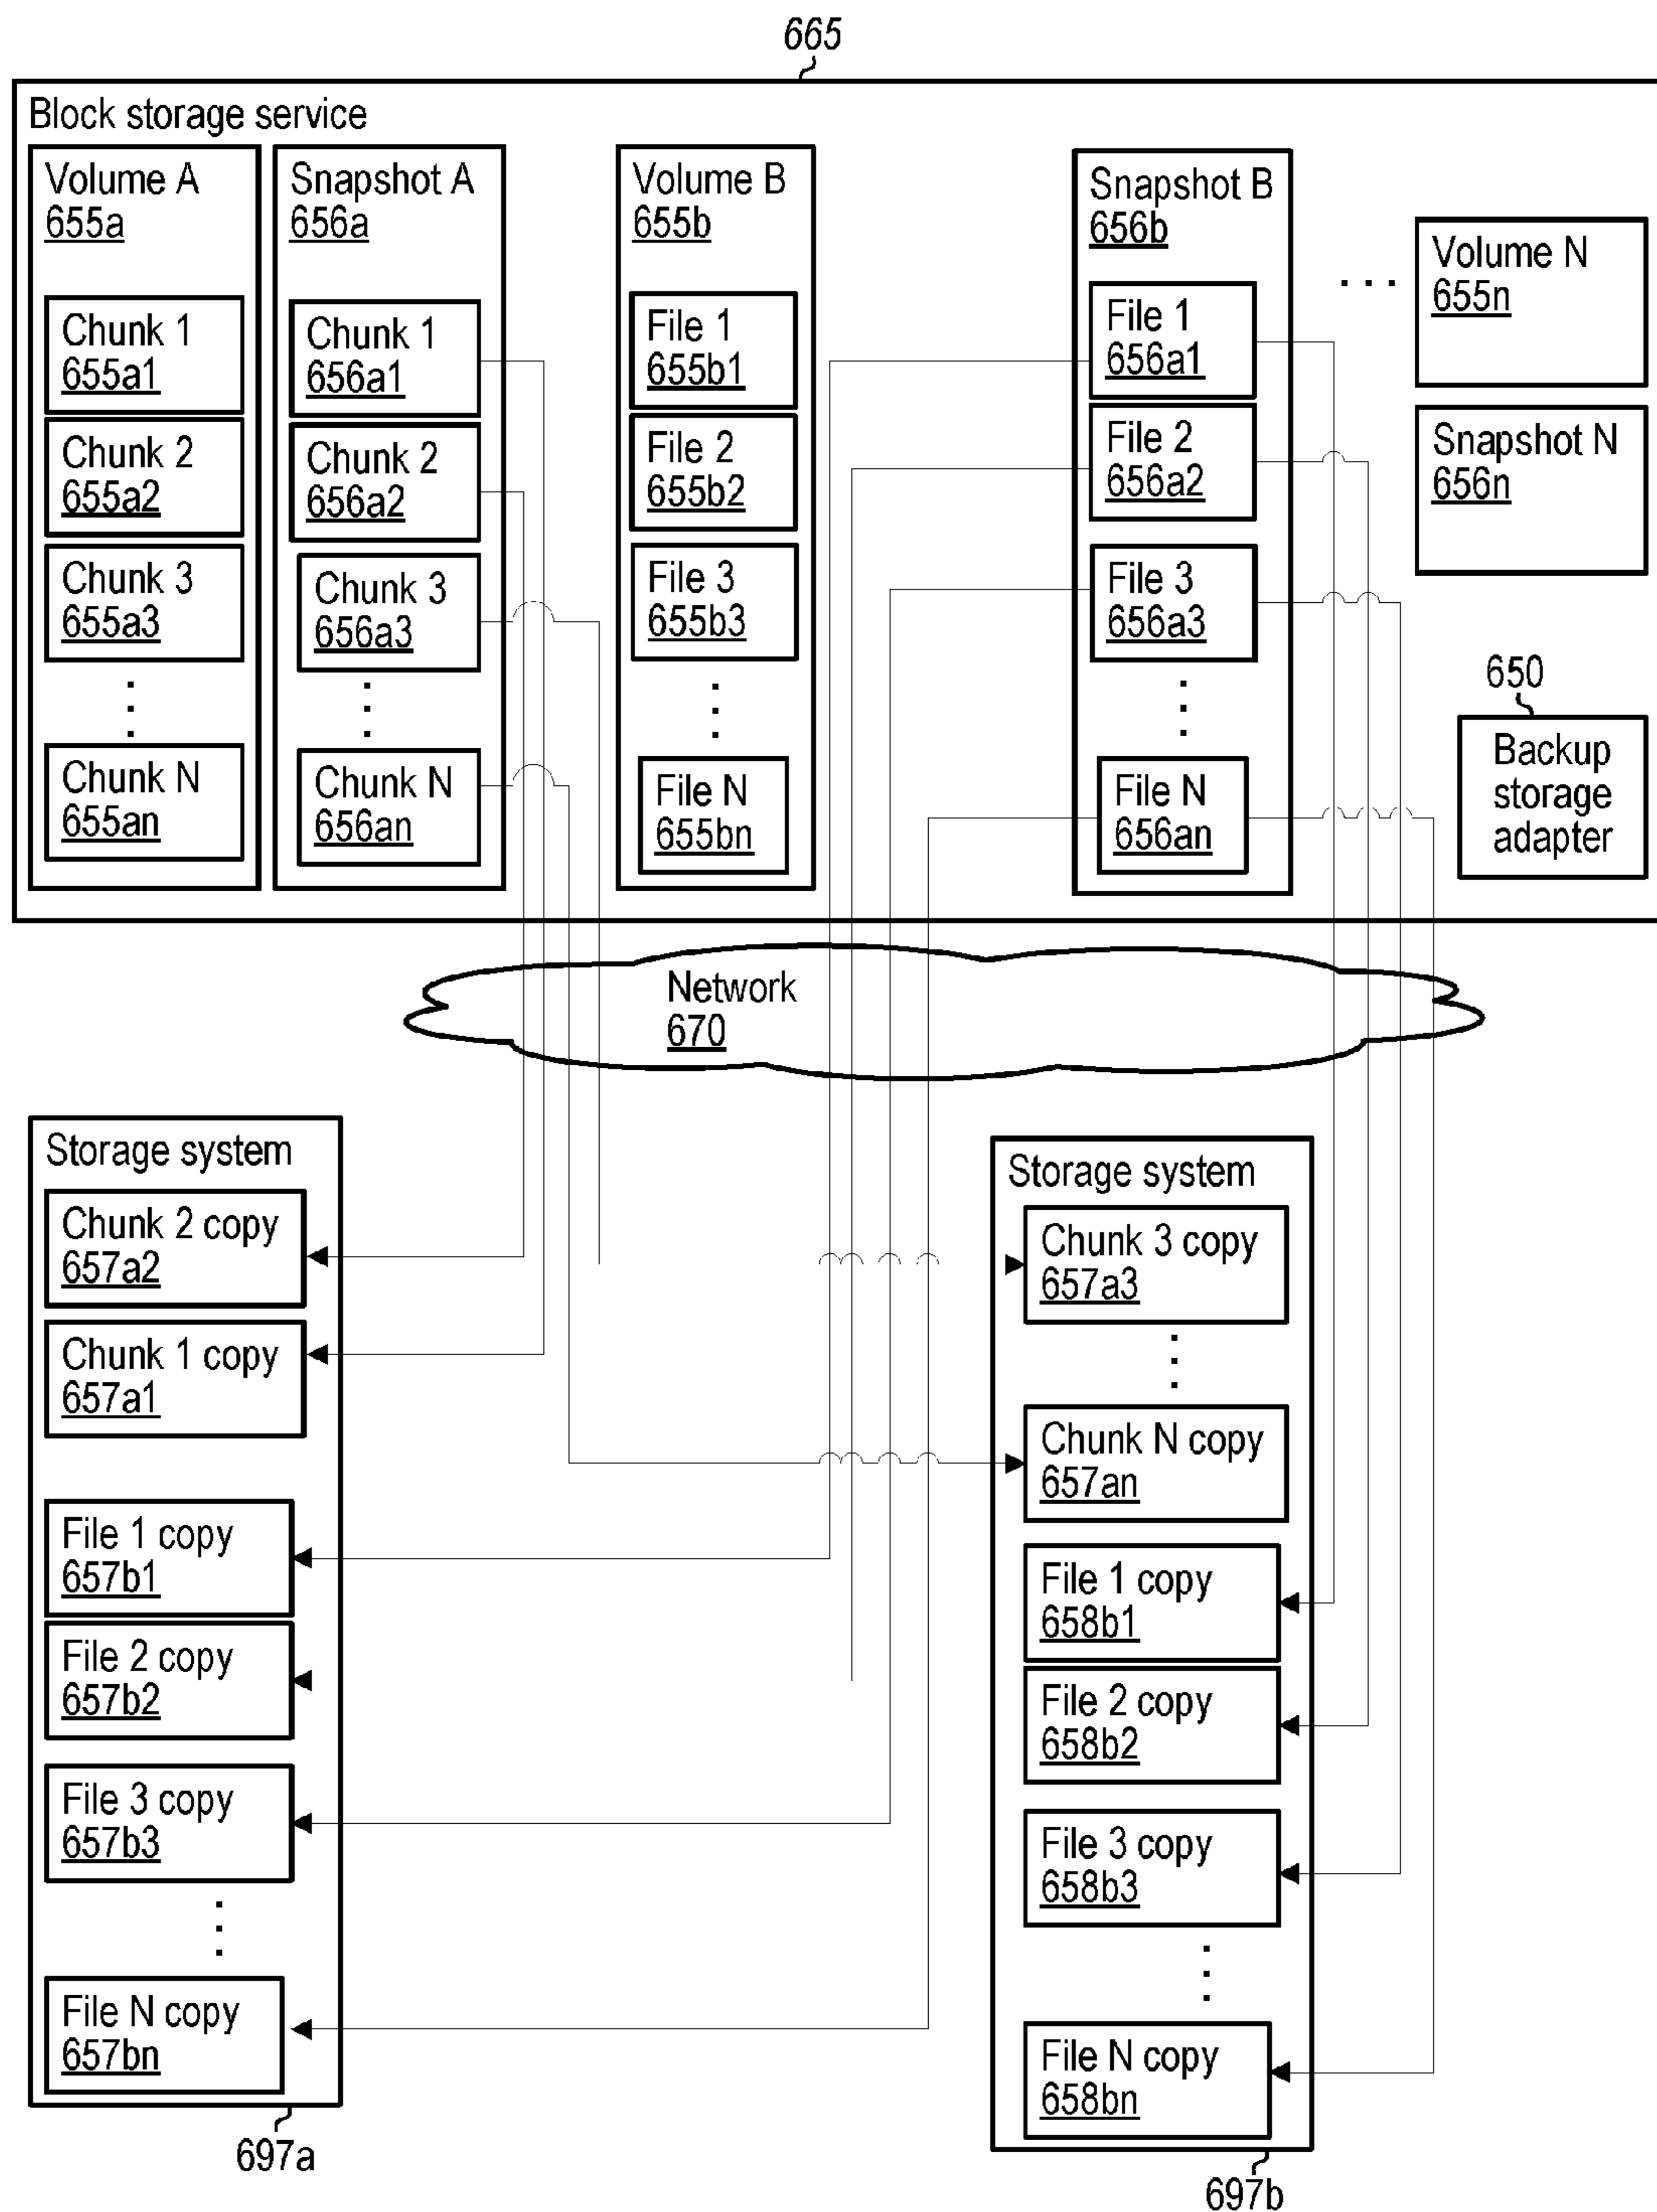 665
Block storage service
Volume A
655a
Chunk 1
655a1
Chunk 2
655a2
Chunk 3
655a3
Chunk N
655an
Snapshot A
656a
Chunk 1
656a1
Chunk 2
656a2
Chunk 3
656a3
Chunk N
656an
Volume B
655b
File 1
655b1
File 2
655b2
File 3
655b3
File N
655bn
Snapshot B
656b
File 1
656a1
File 2
656a2
File 3
656a3
File N
656an
Volume N
655n
Snapshot N
656n
650
Backup
storage
adapter
Network
670
Storage system
Chunk 2 copy
657a2
Chunk 1 copy
657a1
File 1 copy
657b1
File 2 copy
657b2
File 3 copy
657b3
File N copy
657bn
697a
Storage system
Chunk 3 copy
657a3
Chunk N copy
657an
File 1 copy
658b1
File 2 copy
658b2
File 3 copy
658b3
File N copy
658bn
697b